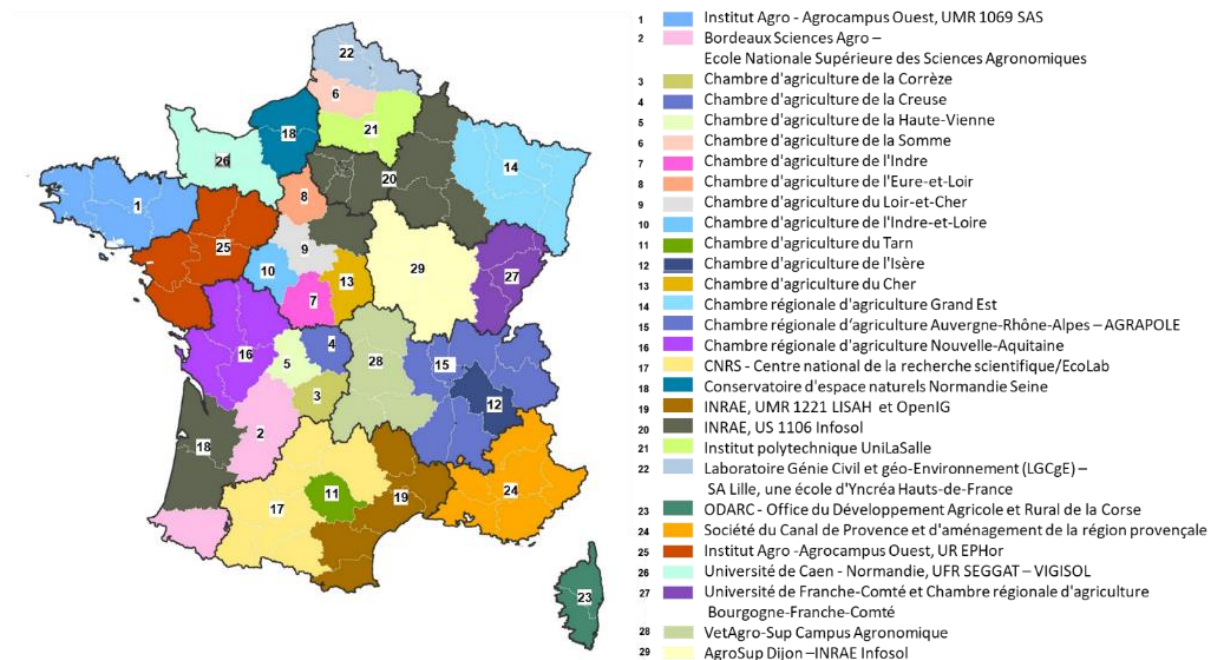 22
6
18
21
26
14
20
8
1
25
9
29
27
10
13
7
4
16
5
28
15
3
12
2
18
11
19
17
24
23
1 Institut Agro - Agrocampus Ouest, UMR 1069 SAS
2 Bordeaux Sciences Agro –
Ecole Nationale Supérieure des Sciences Agronomiques
3 Chambre d'agriculture de la Corrèze
4 Chambre d'agriculture de la Creuse
5 Chambre d'agriculture de la Haute-Vienne
6 Chambre d'agriculture de la Somme
7 Chambre d'agriculture de l'Indre
8 Chambre d'agriculture de l'Eure-et-Loir
9 Chambre d'agriculture du Loir-et-Cher
10 Chambre d'agriculture de l'Indre-et-Loire
11 Chambre d'agriculture du Tarn
12 Chambre d'agriculture de l'Isère
13 Chambre d'agriculture du Cher
14 Chambre régionale d'agriculture Grand Est
15 Chambre régionale d'agriculture Auvergne-Rhône-Alpes – AGRAPOLE
16 Chambre régionale d'agriculture Nouvelle-Aquitaine
17 CNRS - Centre national de la recherche scientifique/EcoLab
18 Conservatoire d'espace naturels Normandie Seine
19 INRAE, UMR 1221 LISAH et OpenIG
20 INRAE, US 1106 Infosol
21 Institut polytechnique UniLaSalle
22 Laboratoire Génie Civil et géo-Environnement (LGCgE) –
SA Lille, une école d'Yncréa Hauts-de-France
23 ODARC - Office du Développement Agricole et Rural de la Corse
24 Société du Canal de Provence et d'aménagement de la région provençale
25 Institut Agro -Agrocampus Ouest, UR EPHor
26 Université de Caen - Normandie, UFR SEGGAT – VIGISOL
27 Université de Franche-Comté et Chambre régionale d'agriculture
Bourgogne-Franche-Comté
28 VetAgro-Sup Campus Agronomique
29 AgroSup Dijon –INRAE Infosol